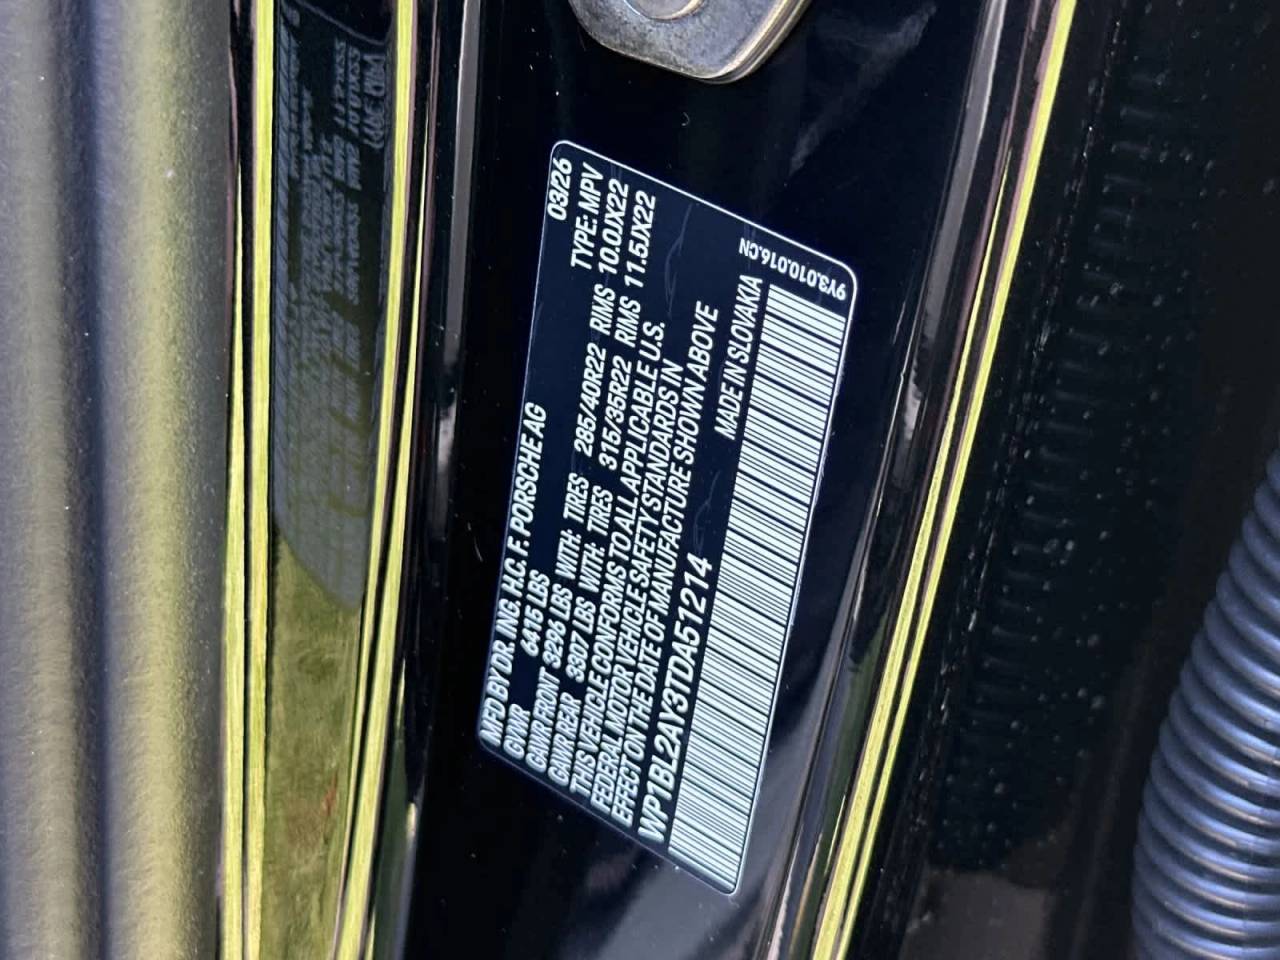 MFD BY DR. ING. H.C. F. PORSCHE AG 03/26
GVWR 6415 LBS TYPE: MPV
GAWR FRONT 3296 LBS WITH: TIRES 285/40R22 RIMS 10.0JX22
GAWR REAR 3307 LBS WITH: TIRES 315/35R22 RIMS 11.5JX22
THIS VEHICLE CONFORMS TO ALL APPLICABLE U.S.
FEDERAL MOTOR VEHICLE SAFETY STANDARDS IN
EFFECT ON THE DATE OF MANUFACTURE SHOWN ABOVE
WP1BL2AY3TDA51214 MADE IN SLOVAKIA
9Y3.010.016.CN